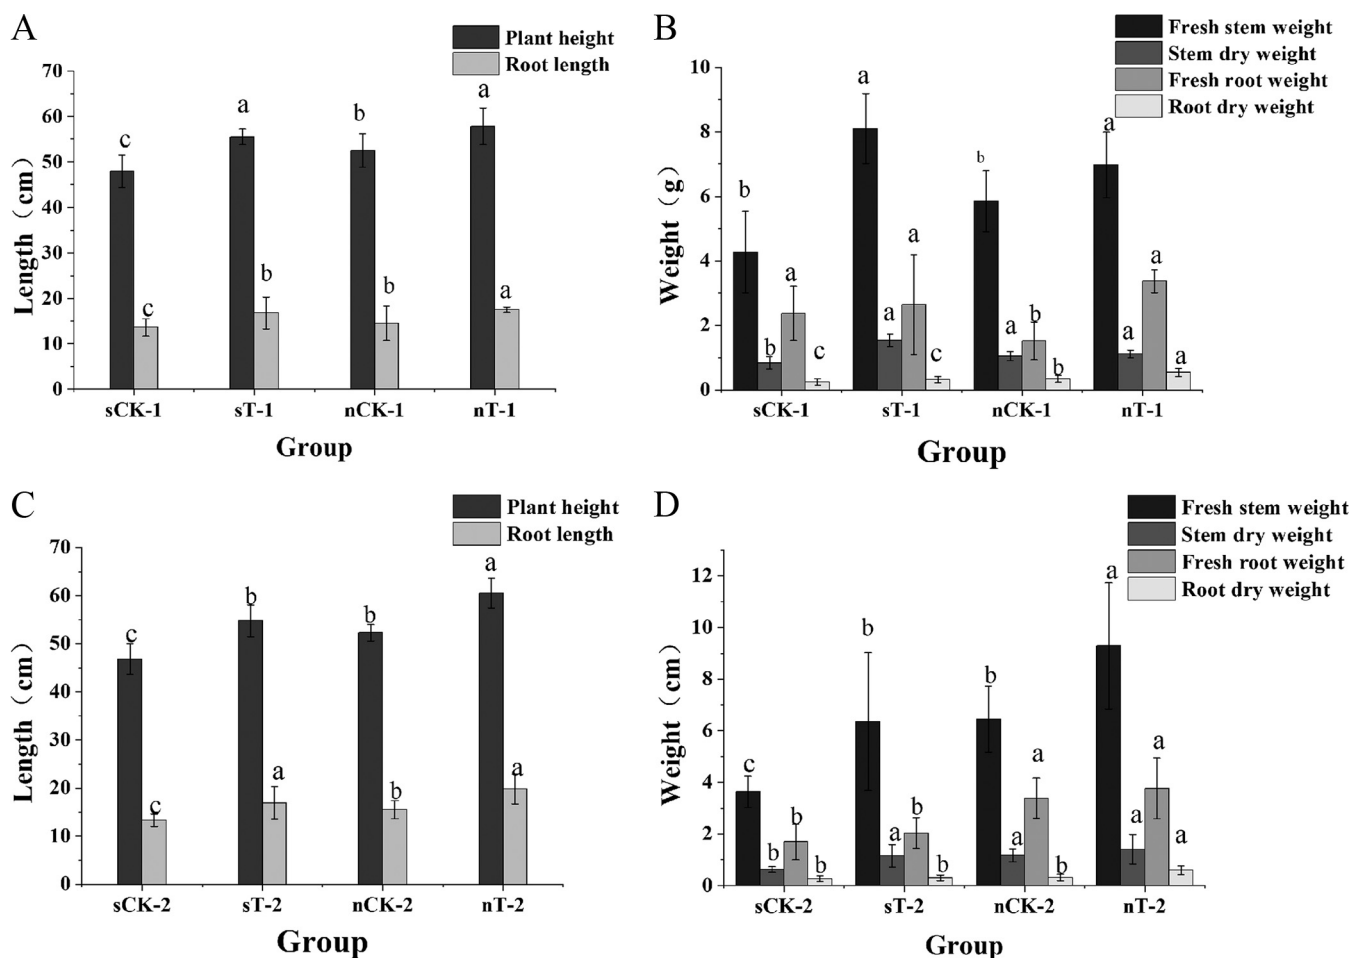 A
Plant height
Root length
70
60
50
40
30
20
10
0
Length（cm）
c
c
a
b
b
b
a
a
sCK-1
sT-1
nCK-1
nT-1
Group
B
Fresh stem weight
Stem dry weight
Fresh root weight
Root dry weight
10
8
6
4
2
0
Weight（g）
b
b
a
c
a
a
a
c
b
a
b
b
a
a
a
a
sCK-1
sT-1
nCK-1
nT-1
Group
C
Plant height
Root length
70
60
50
40
30
20
10
0
Length（cm）
c
c
b
a
b
b
a
a
sCK-2
sT-2
nCK-2
nT-2
Group
D
Fresh stem weight
Stem dry weight
Fresh root weight
Root dry weight
12
10
8
6
4
2
0
Weight（cm）
c
b
b
b
b
a
b
b
b
a
a
b
a
a
a
a
sCK-2
sT-2
nCK-2
nT-2
Group